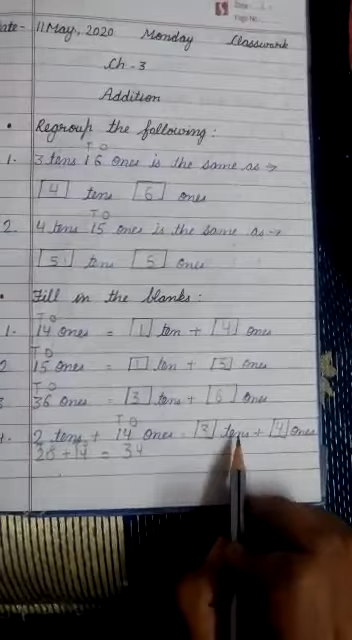 Date - 11 May, 2020 Monday Classwork
Ch - 3
Addition
• Regroup the following:
T O
1. 3 tens 16 ones is the same as →
4 tens 6 ones
T O
2. 4 tens 15 ones is the same as →
5 tens 5 ones
• Fill in the blanks:
T O
1. 14 ones = 1 ten + 4 ones
T O
2 15 ones = 1 ten + 5 ones
T O
3 36 ones = 3 tens + 6 ones
T O
4. 2 tens + 14 ones = 3 tens + 4 ones
20 + 14 = 34